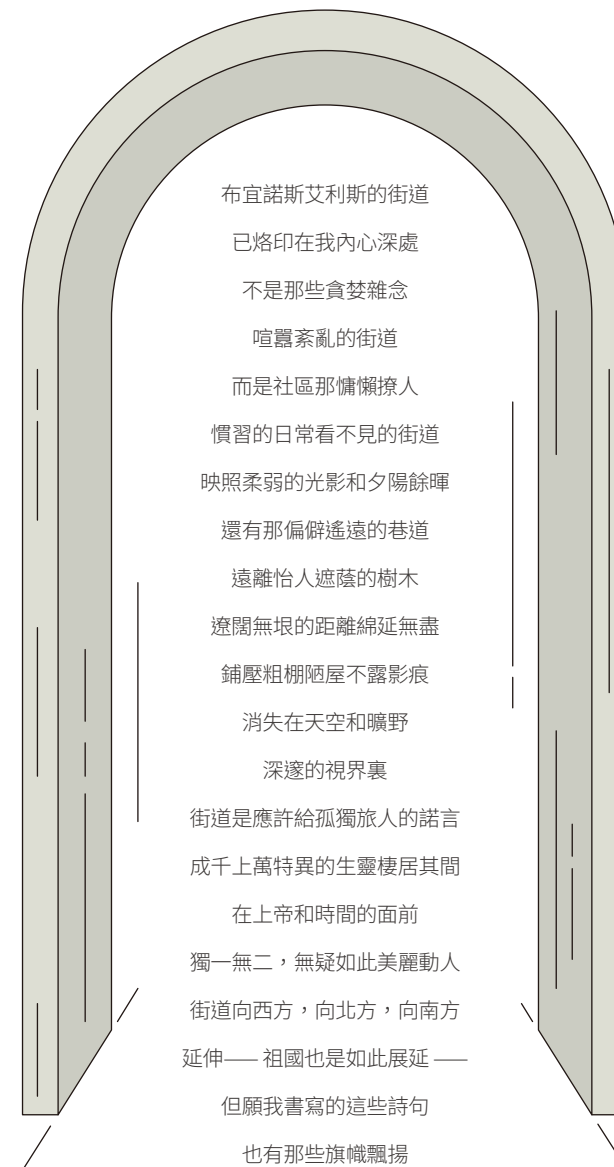 布宜諾斯艾利斯的街道
已烙印在我內心深處
不是那些貪婪雜念
喧囂紊亂的街道
而是社區那慵懶撩人
慣習的日常看不見的街道
映照柔弱的光影和夕陽餘暉
還有那偏僻遙遠的巷道
遠離怡人遮蔭的樹木
遼闊無垠的距離綿延無盡
鋪壓粗棚陋屋不露影痕
消失在天空和曠野
深邃的視界裏
街道是應許給孤獨旅人的諾言
成千上萬特異的生靈棲居其間
在上帝和時間的面前
獨一無二，無疑如此美麗動人
街道向西方，向北方，向南方
延伸—— 祖國也是如此展延 ——
但願我書寫的這些詩句
也有那些旗幟飄揚